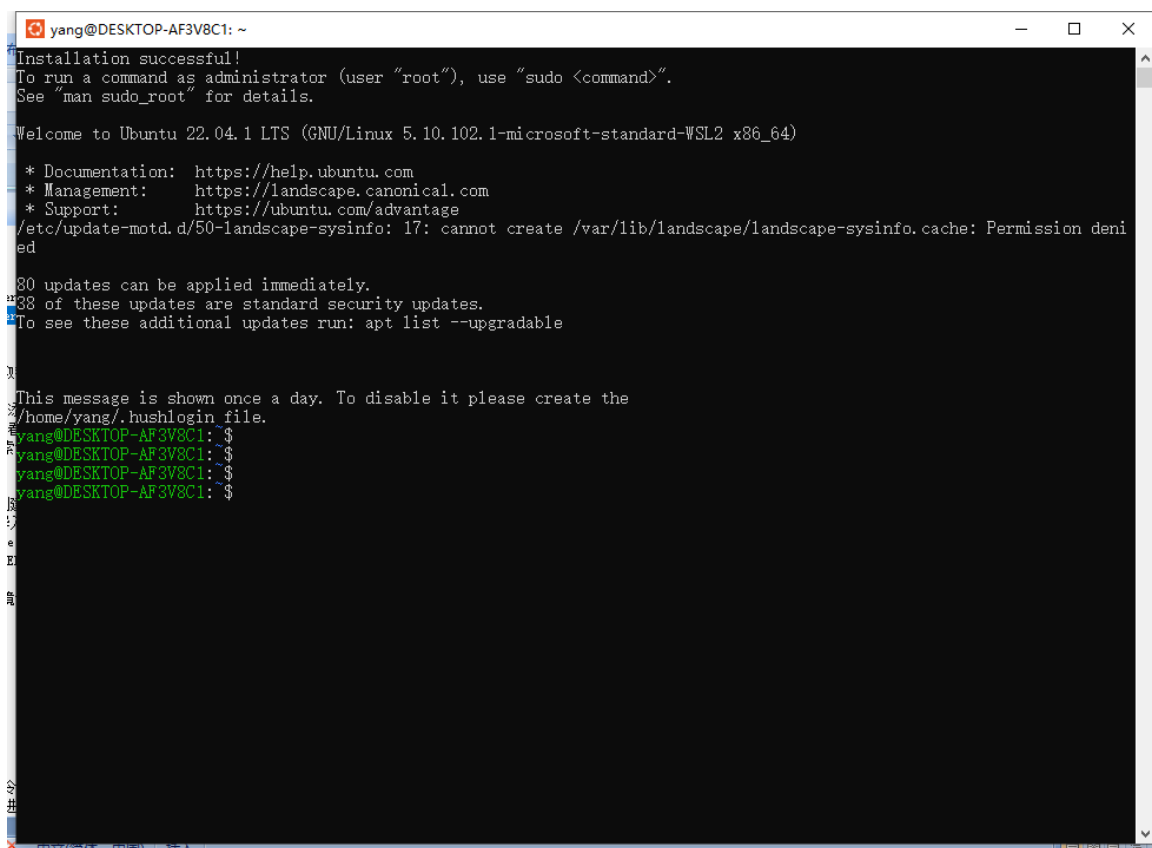 yang@DESKTOP-AF3V8C1: ~
Installation successful!
To run a command as administrator (user "root"), use "sudo <command>".
See "man sudo_root" for details.
Welcome to Ubuntu 22.04.1 LTS (GNU/Linux 5.10.102.1-microsoft-standard-WSL2 x86_64)
* Documentation: https://help.ubuntu.com
* Management: https://landscape.canonical.com
* Support: https://ubuntu.com/advantage
/etc/update-motd.d/50-landscape-sysinfo: 17: cannot create /var/lib/landscape/landscape-sysinfo.cache: Permission deni
ed
80 updates can be applied immediately.
38 of these updates are standard security updates.
To see these additional updates run: apt list --upgradable
This message is shown once a day. To disable it please create the
/home/yang/.hushlogin file.
yang@DESKTOP-AF3V8C1:~$
yang@DESKTOP-AF3V8C1:~$
yang@DESKTOP-AF3V8C1:~$
yang@DESKTOP-AF3V8C1:~$